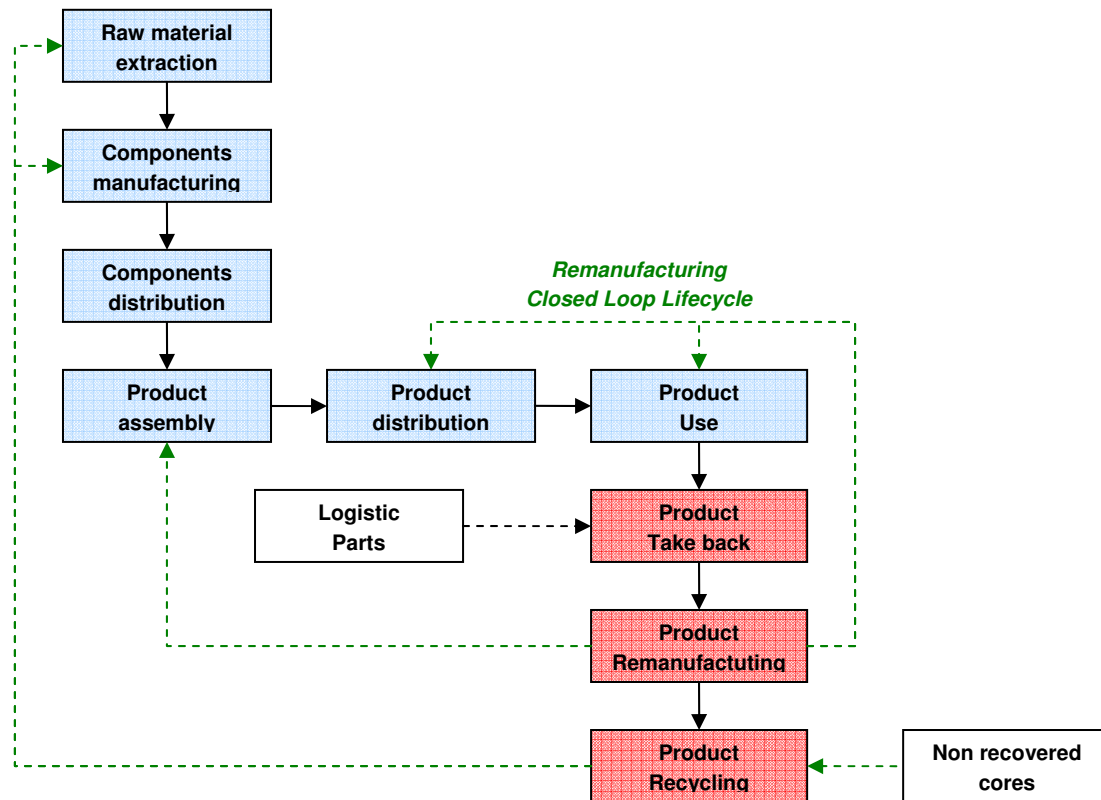 Raw material
extraction
Components
manufacturing
Components
distribution
Remanufacturing
Closed Loop Lifecycle
Product
assembly
Product
distribution
Product
Use
Logistic
Parts
Product
Take back
Product
Remanufactuting
Product
Recycling
Non recovered
cores